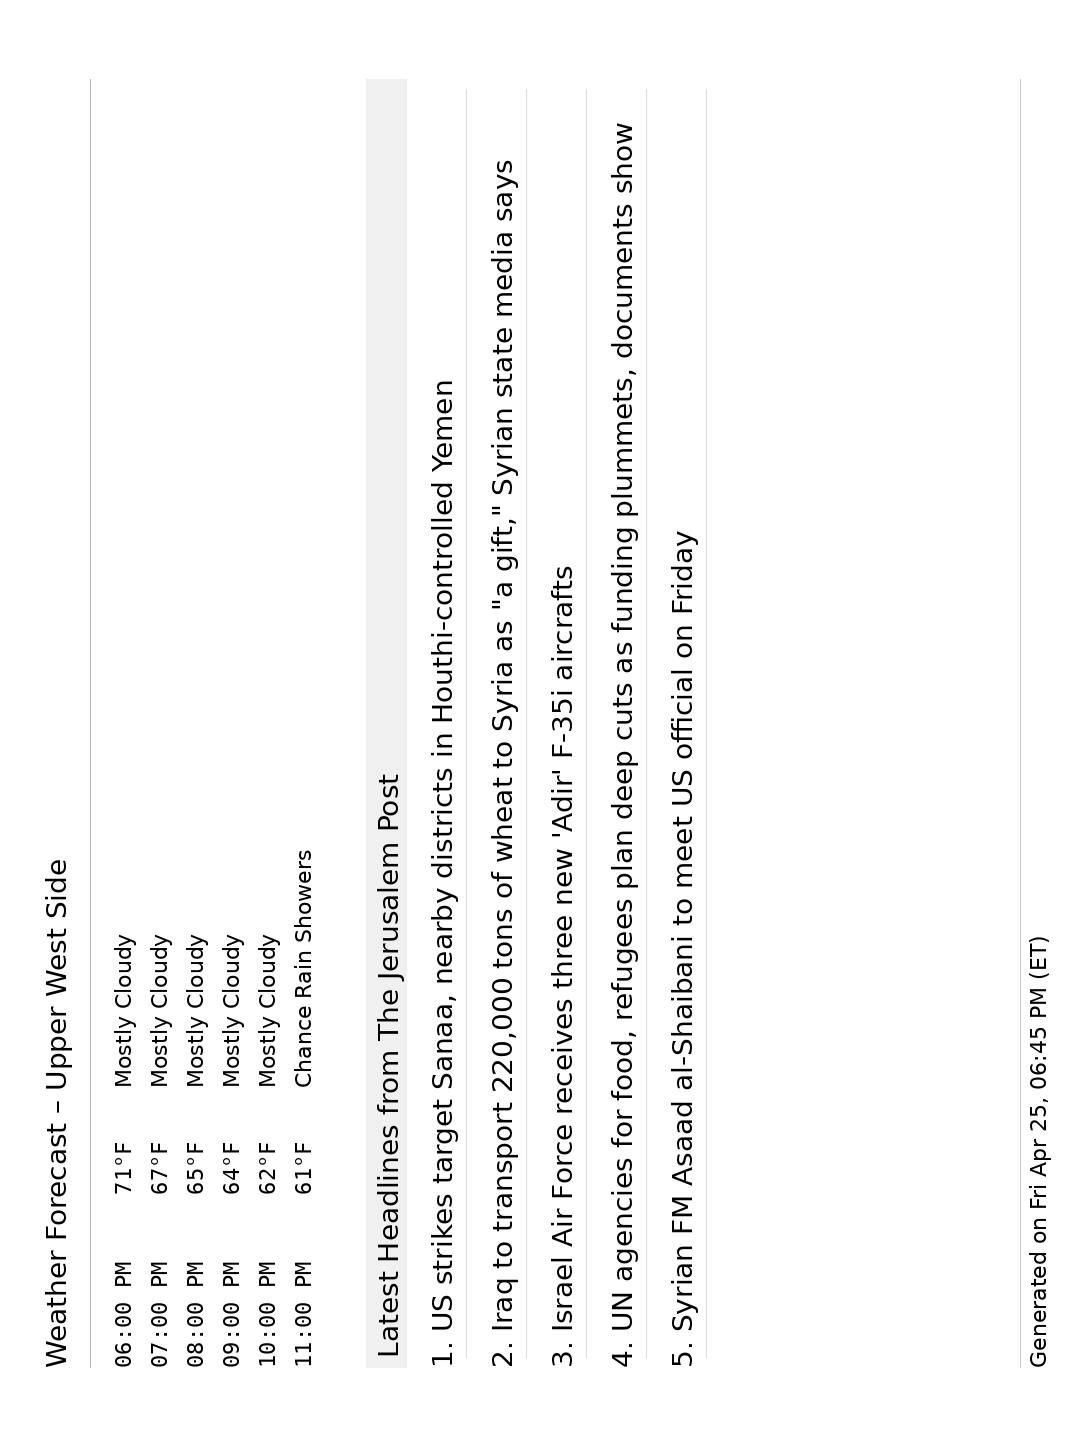 Weather Forecast – Upper West Side
06:00 PM 71°F Mostly Cloudy
07:00 PM 67°F Mostly Cloudy
08:00 PM 65°F Mostly Cloudy
09:00 PM 64°F Mostly Cloudy
10:00 PM 62°F Mostly Cloudy
11:00 PM 61°F Chance Rain Showers
Latest Headlines from The Jerusalem Post
1. US strikes target Sanaa, nearby districts in Houthi-controlled Yemen
2. Iraq to transport 220,000 tons of wheat to Syria as "a gift," Syrian state media says
3. Israel Air Force receives three new 'Adir' F-35i aircrafts
4. UN agencies for food, refugees plan deep cuts as funding plummets, documents show
5. Syrian FM Asaad al-Shaibani to meet US official on Friday
Generated on Fri Apr 25, 06:45 PM (ET)